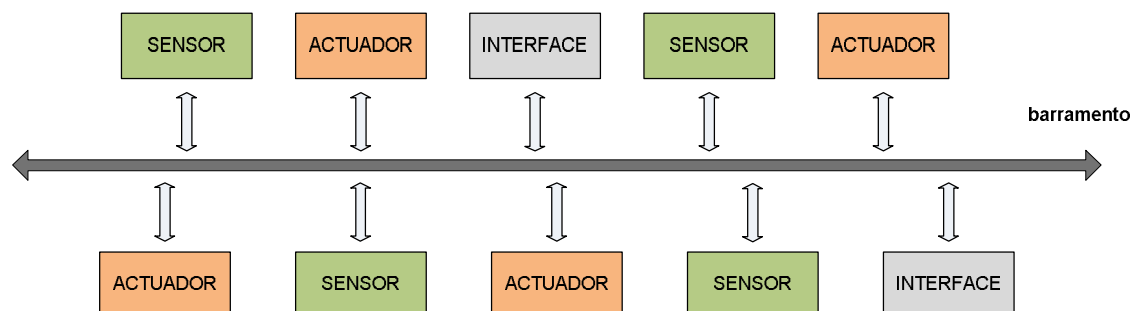 SENSOR
ACTUADOR
INTERFACE
SENSOR
ACTUADOR
barramento
ACTUADOR
SENSOR
ACTUADOR
SENSOR
INTERFACE